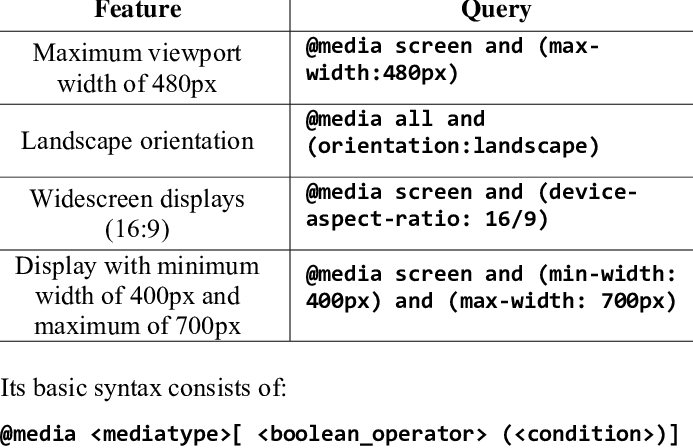 Feature Query
Maximum viewport
width of 480px
@media screen and (max-
width:480px)
Landscape orientation
@media all and
(orientation:landscape)
Widescreen displays
(16:9)
@media screen and (device-
aspect-ratio: 16/9)
Display with minimum
width of 400px and
maximum of 700px
@media screen and (min-width:
400px) and (max-width: 700px)
Its basic syntax consists of:
@media <mediatype>[ <boolean_operator> (<condition>)]